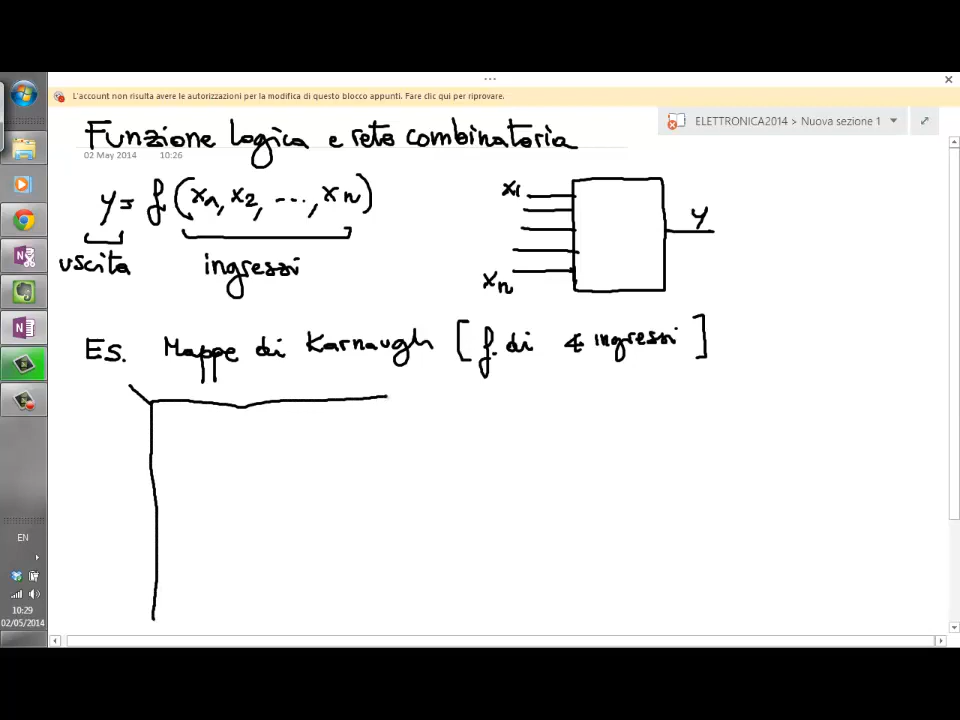 L'account non risulta avere le autorizzazioni per la modifica di questo blocco appunti. Fare clic qui per riprovare.
ELETTRONICA2014 > Nuova sezione 1
Funzione logica e rete combinatoria
02 May 2014 10:26
y = f (x1, x2, ..., xn)
uscita
ingressi
x1
y
xn
ES. Mappe di Karnaugh [f. di 4 ingressi]
EN
10:29
02/05/2014